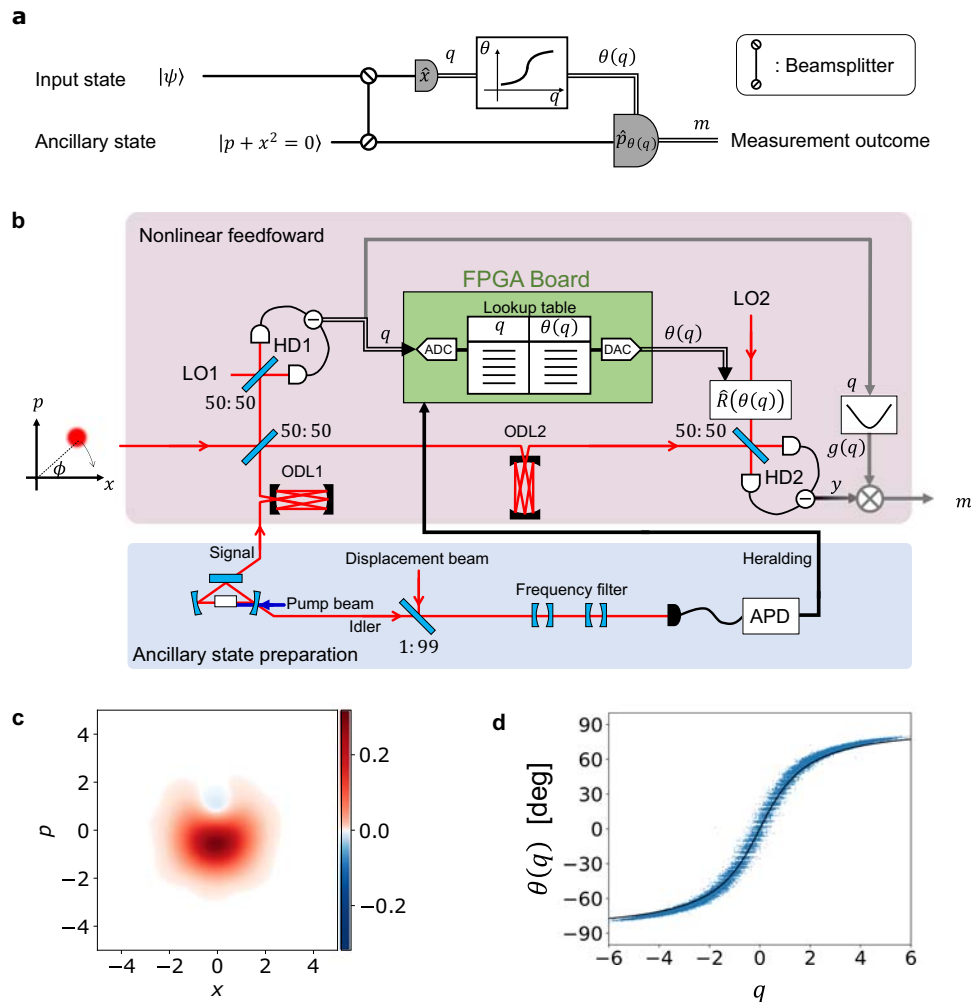 a
Input state |ψ⟩
x̂
q
θ
q
θ(q)
: Beamsplitter
Ancillary state |p + x² = 0⟩
p̂θ(q)
m
Measurement outcome
b
Nonlinear feedfoward
FPGA Board
Lookup table
q θ(q)
ADC
DAC
q
θ(q)
LO2
HD1
LO1
50:50
R̂(θ(q))
q
g(q)
p
ϕ
x
50:50
ODL2
50:50
ODL1
HD2
y
m
Signal
Displacement beam
Heralding
Frequency filter
Pump beam
Idler
APD
1:99
Ancillary state preparation
c
4
2
0
−2
−4
p
−4 −2 0 2 4
x
0.2
0.0
−0.2
d
90
60
30
0
−30
−60
−90
θ(q) [deg]
−6 −4 −2 0 2 4 6
q